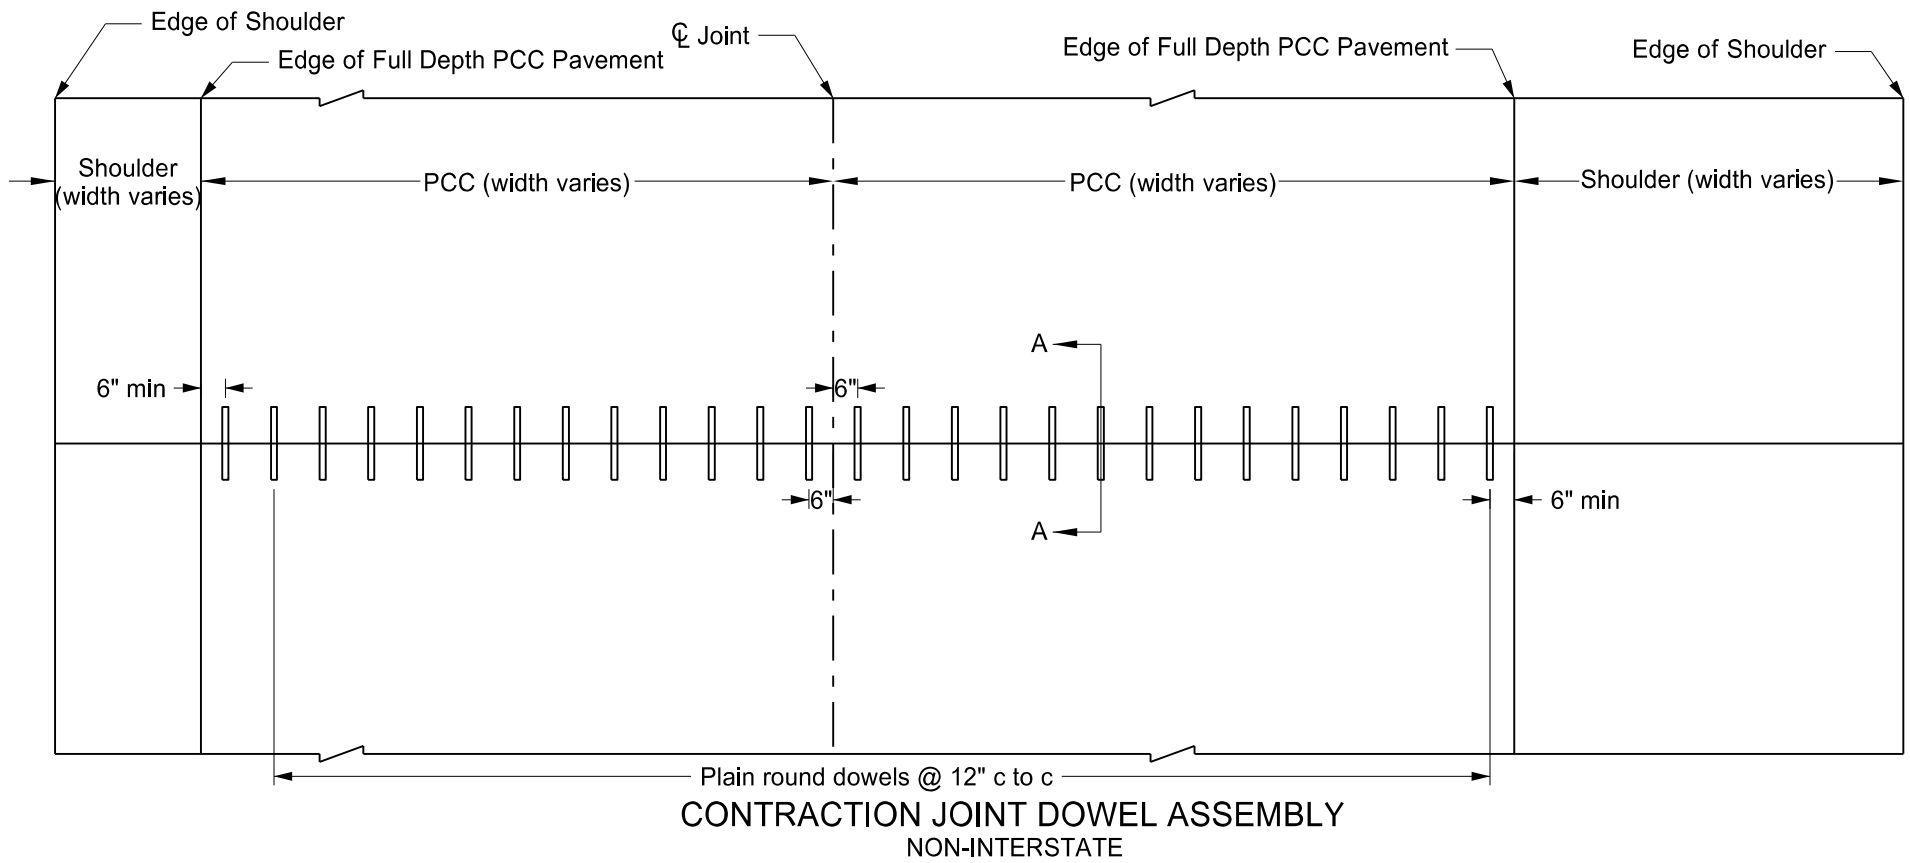 Edge of Shoulder
℄ Joint
Edge of Full Depth PCC Pavement
Edge of Full Depth PCC Pavement
Edge of Shoulder
Shoulder
(width varies)
PCC (width varies)
PCC (width varies)
Shoulder (width varies)
A
6" min
6"
6"
6" min
A
Plain round dowels @ 12" c to c
CONTRACTION JOINT DOWEL ASSEMBLY
NON-INTERSTATE